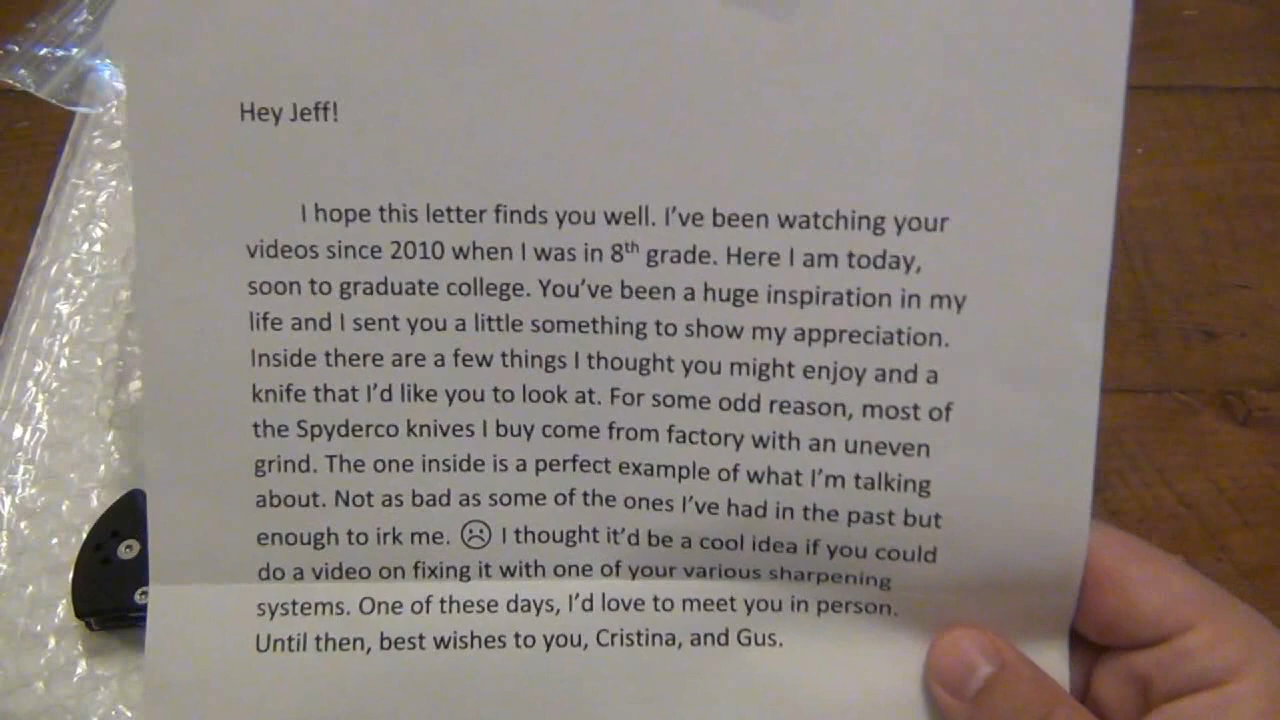 Hey Jeff!
I hope this letter finds you well. I've been watching your
videos since 2010 when I was in 8th grade. Here I am today,
soon to graduate college. You've been a huge inspiration in my
life and I sent you a little something to show my appreciation.
Inside there are a few things I thought you might enjoy and a
knife that I'd like you to look at. For some odd reason, most of
the Spyderco knives I buy come from factory with an uneven
grind. The one inside is a perfect example of what I'm talking
about. Not as bad as some of the ones I've had in the past but
enough to irk me. ☹ I thought it'd be a cool idea if you could
do a video on fixing it with one of your various sharpening
systems. One of these days, I'd love to meet you in person.
Until then, best wishes to you, Cristina, and Gus.